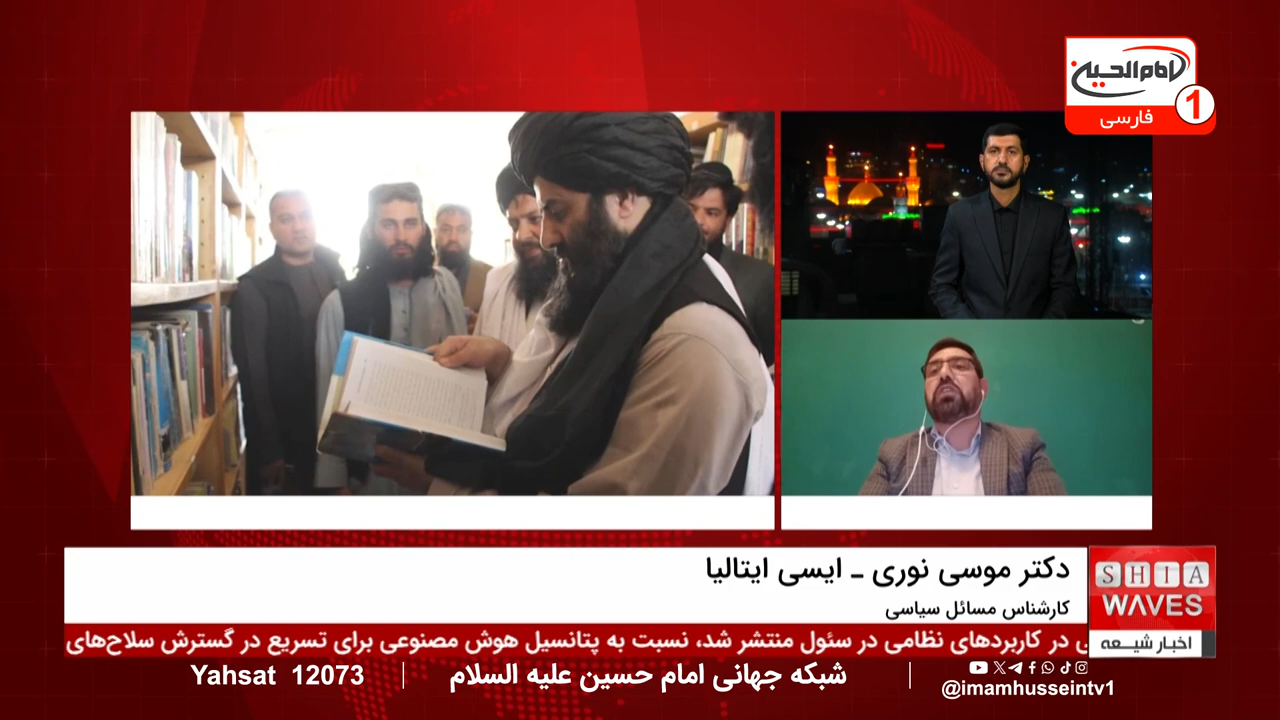 امام الحسین
1
فارسی
دکتر موسی نوری ـ ایسی ایتالیا
کارشناس مسائل سیاسی
SHIA
WAVES
اخبار شیعه
در کاربردهای نظامی در سئول منتشر شد، نسبت به پتانسیل هوش مصنوعی برای تسریع در گسترش سلاح‌های
Yahsat 12073
شبکه جهانی امام حسین علیه السلام
@imamhusseintv1